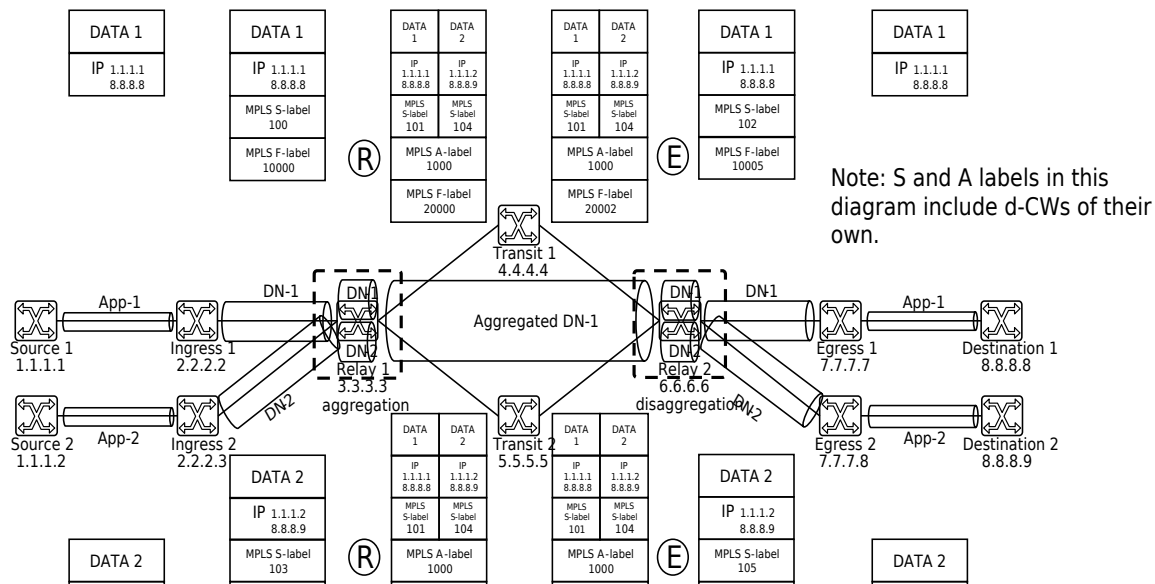 DATA 1
IP 1.1.1.1
8.8.8.8
DATA 1
IP 1.1.1.1
8.8.8.8
MPLS S-label
100
MPLS F-label
10000
R
DATA
1
DATA
2
IP
1.1.1.1
8.8.8.8
IP
1.1.1.2
8.8.8.9
MPLS
S-label
101
MPLS
S-label
104
MPLS A-label
1000
MPLS F-label
20000
DATA
1
DATA
2
IP
1.1.1.1
8.8.8.8
IP
1.1.1.2
8.8.8.9
MPLS
S-label
101
MPLS
S-label
104
MPLS A-label
1000
MPLS F-label
20002
E
DATA 1
IP 1.1.1.1
8.8.8.8
MPLS S-label
102
MPLS F-label
10005
DATA 1
IP 1.1.1.1
8.8.8.8
Note: S and A labels in this
diagram include d-CWs of their
own.
Transit 1
4.4.4.4
App-1
DN-1
DN-1
Aggregated DN-1
DN-1
DN-1
App-1
Source 1
1.1.1.1
Ingress 1
2.2.2.2
DN-2
Relay 1
3.3.3.3
aggregation
DN-2
Relay 2
6.6.6.6
disaggregation
Egress 1
7.7.7.7
Destination 1
8.8.8.8
DN-2
DN-2
App-2
App-2
Source 2
1.1.1.2
Ingress 2
2.2.2.3
Transit 2
5.5.5.5
Egress 2
7.7.7.8
Destination 2
8.8.8.9
DATA 2
DATA 2
IP 1.1.1.2
8.8.8.9
MPLS S-label
103
R
DATA
1
DATA
2
IP
1.1.1.1
8.8.8.8
IP
1.1.1.2
8.8.8.9
MPLS
S-label
101
MPLS
S-label
104
MPLS A-label
1000
DATA
1
DATA
2
IP
1.1.1.1
8.8.8.8
IP
1.1.1.2
8.8.8.9
MPLS
S-label
101
MPLS
S-label
104
MPLS A-label
1000
E
DATA 2
IP 1.1.1.2
8.8.8.9
MPLS S-label
105
DATA 2